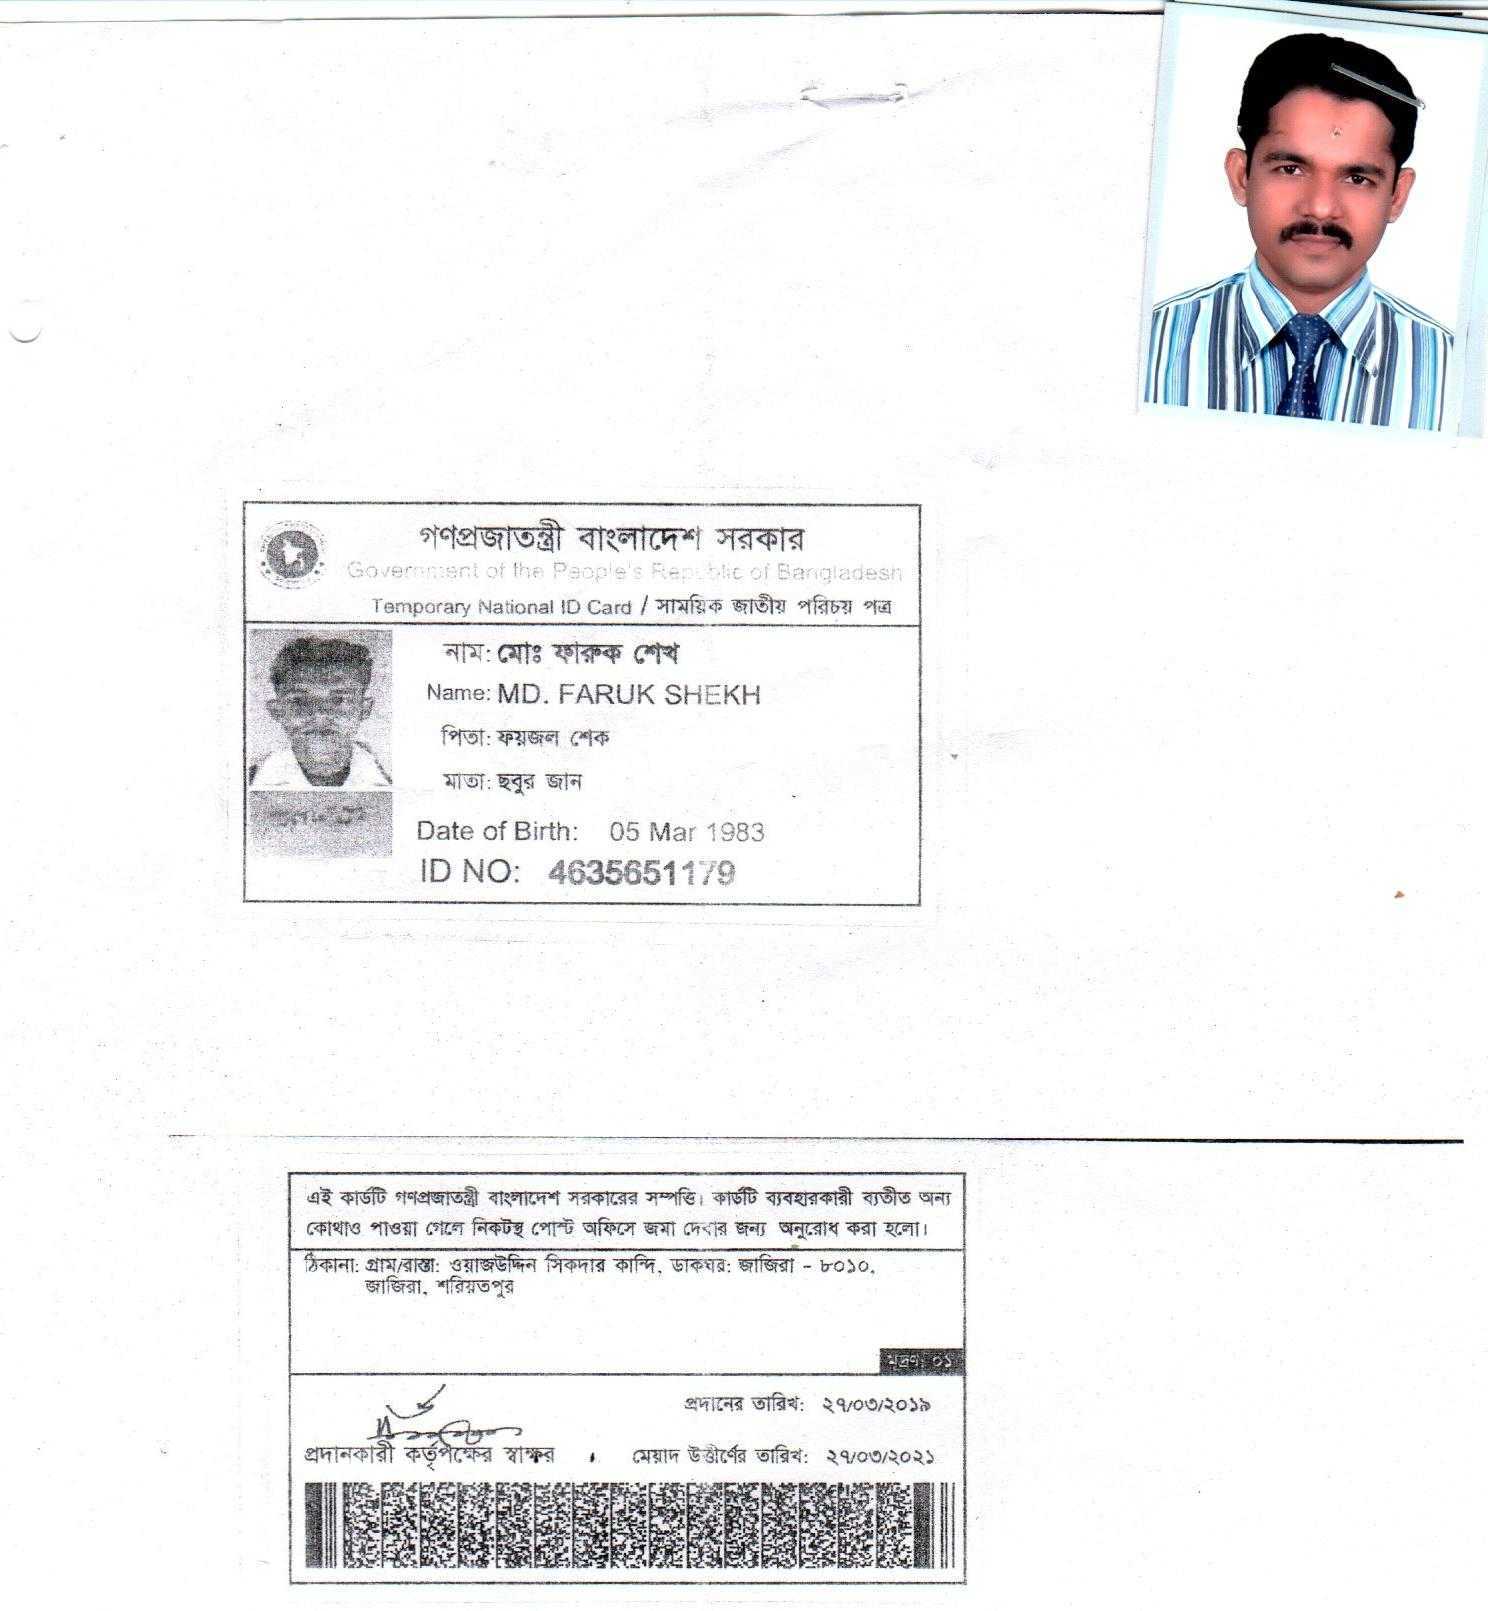 গণপ্রজাতন্ত্রী বাংলাদেশ সরকার
Government of the People's Republic of Bangladesh
Temporary National ID Card / সাময়িক জাতীয় পরিচয় পত্র
নাম: মোঃ ফারুক শেখ
Name: MD. FARUK SHEKH
পিতা: ফয়জল শেক
মাতা: ছবুর জান
Date of Birth: 05 Mar 1983
ID NO: 4635651179
এই কার্ডটি গণপ্রজাতন্ত্রী বাংলাদেশ সরকারের সম্পত্তি। কার্ডটি ব্যবহারকারী ব্যতীত অন্য
কোথাও পাওয়া গেলে নিকটস্থ পোস্ট অফিসে জমা দেবার জন্য অনুরোধ করা হলো।
ঠিকানা: গ্রাম/রাস্তা: ওয়াজউদ্দিন সিকদার কান্দি, ডাকঘর: জাজিরা - ৮০১০,
জাজিরা, শরিয়তপুর
মুদ্রণ: ০১
প্রদানের তারিখ: ২৭/০৩/২০১৯
প্রদানকারী কর্তৃপক্ষের স্বাক্ষর
মেয়াদ উত্তীর্ণের তারিখ: ২৭/০৩/২০২১